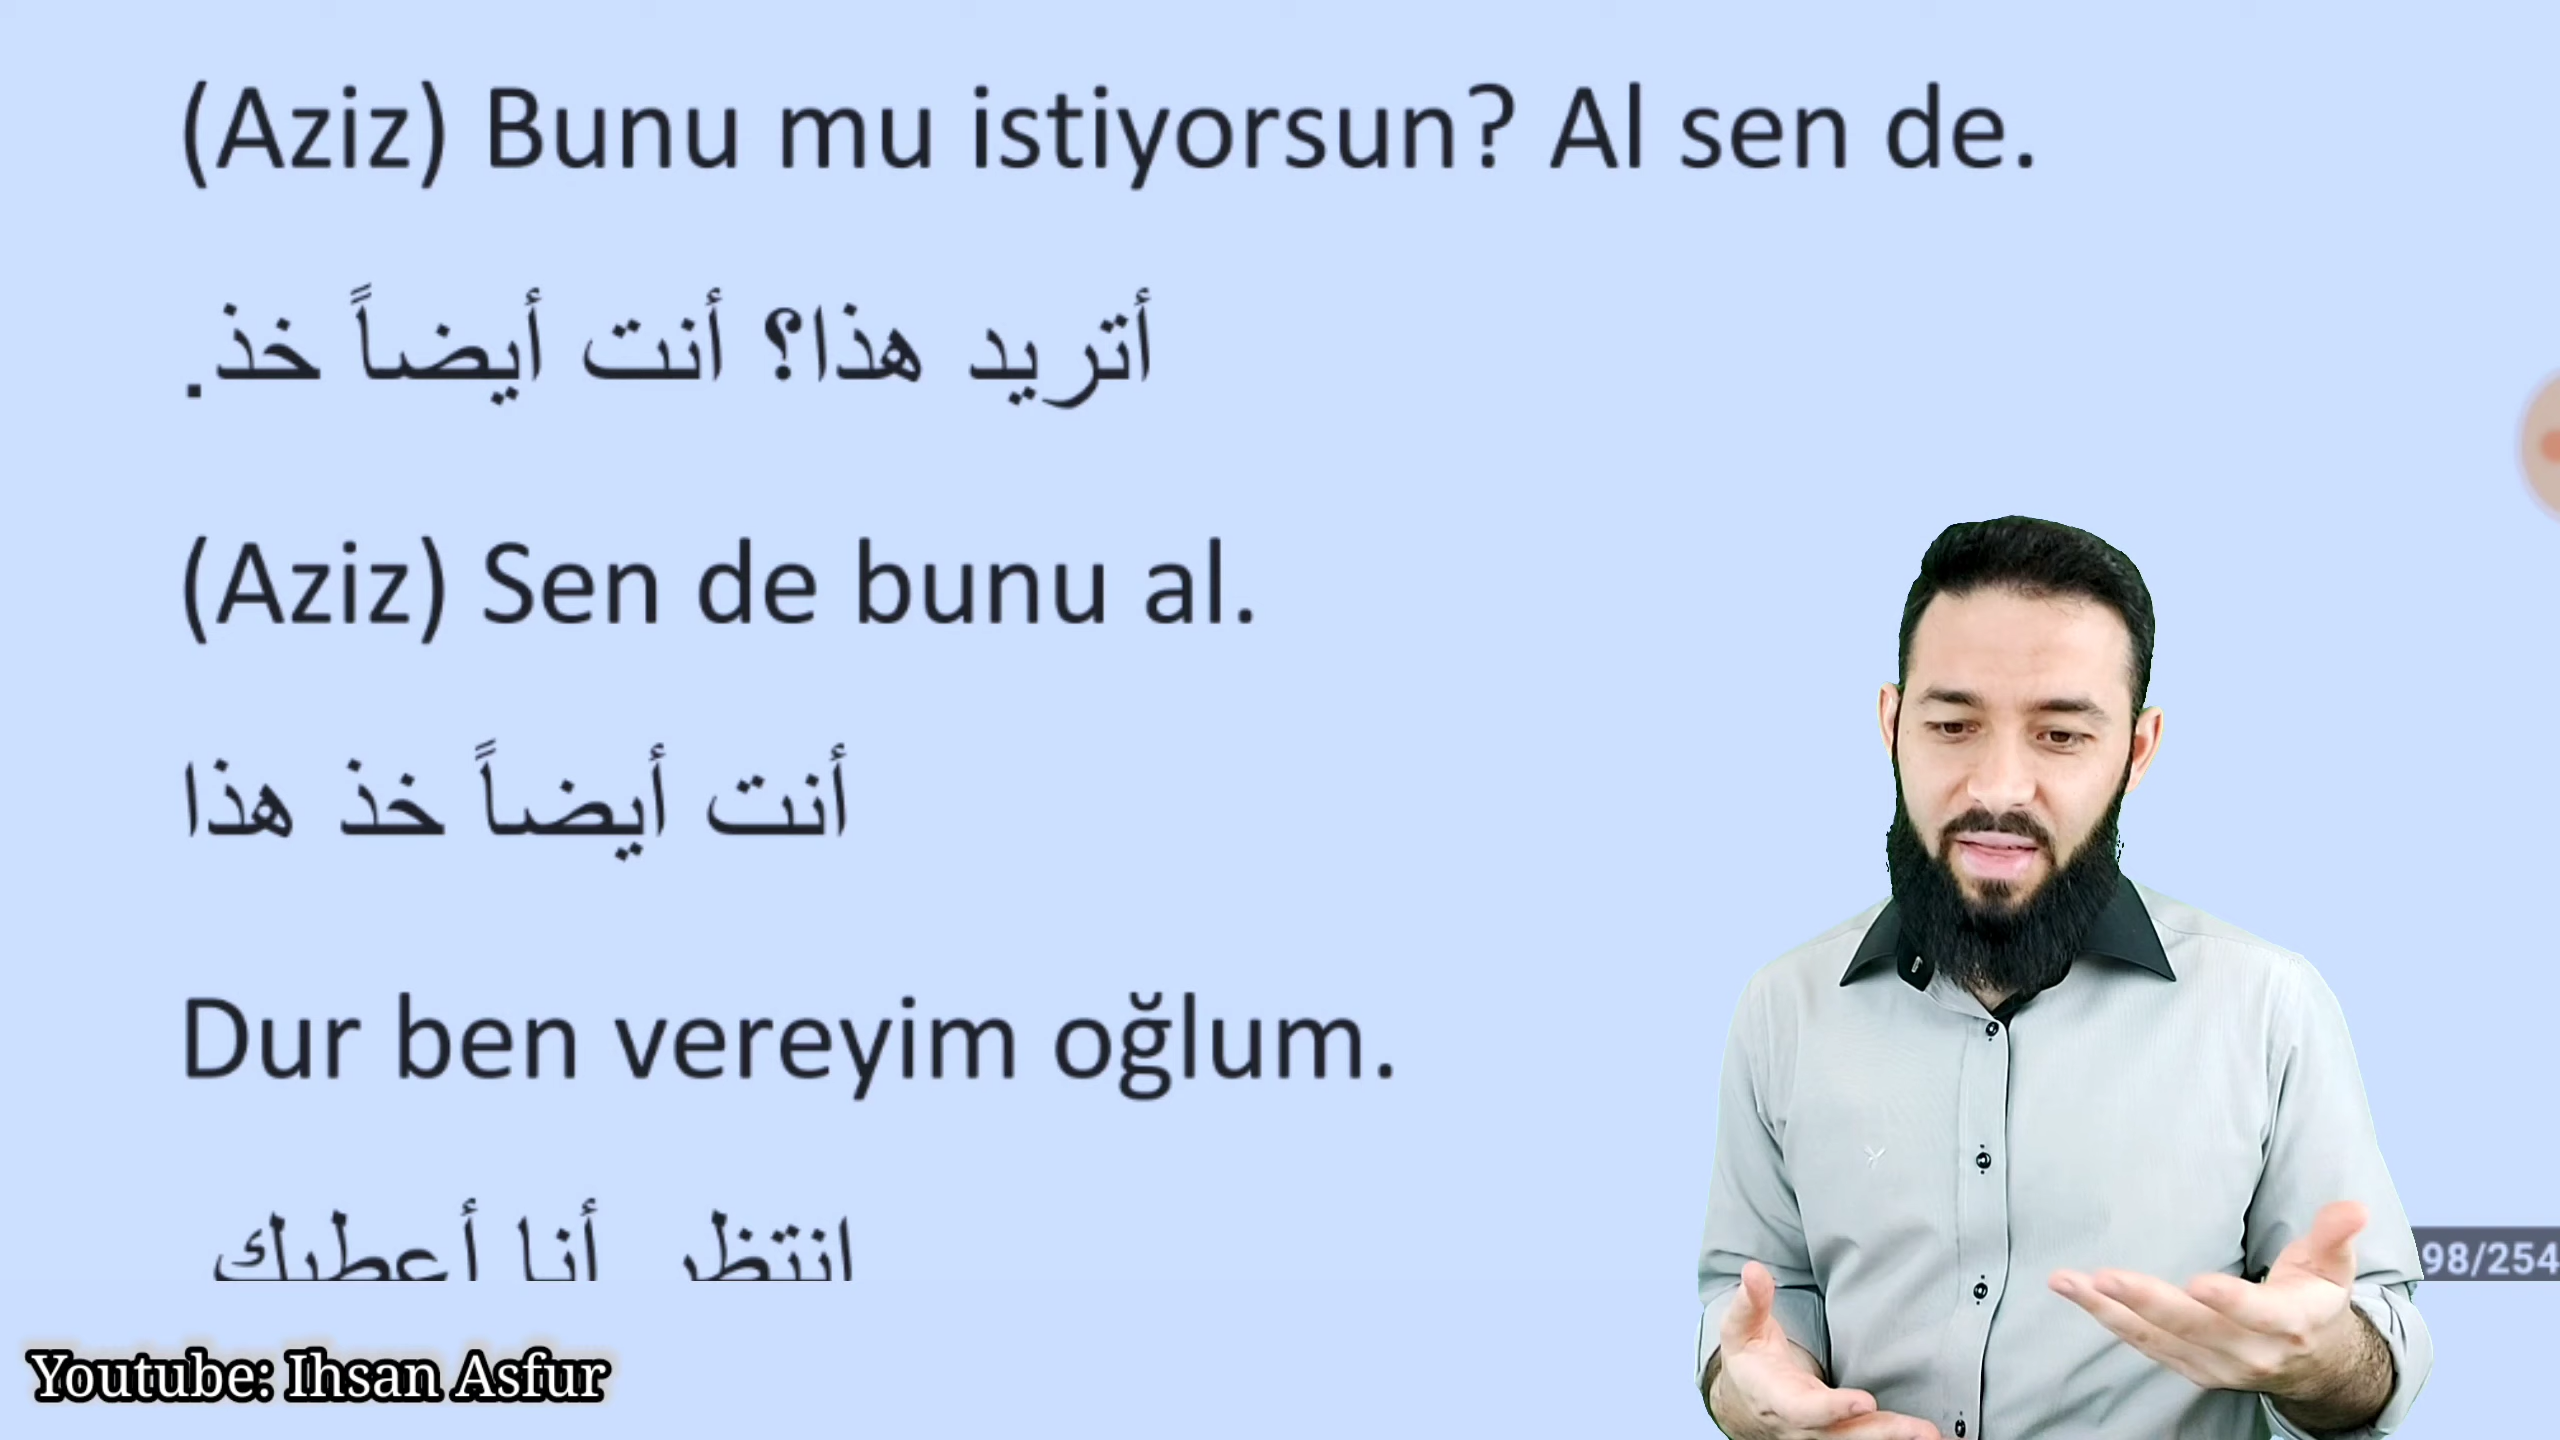 (Aziz) Bunu mu istiyorsun? Al sen de.
أتريد هذا؟ أنت أيضاً خذ.
(Aziz) Sen de bunu al.
أنت أيضاً خذ هذا
Dur ben vereyim oğlum.
انتظر أنا أعطيك
98/254
Youtube: Ihsan Asfur